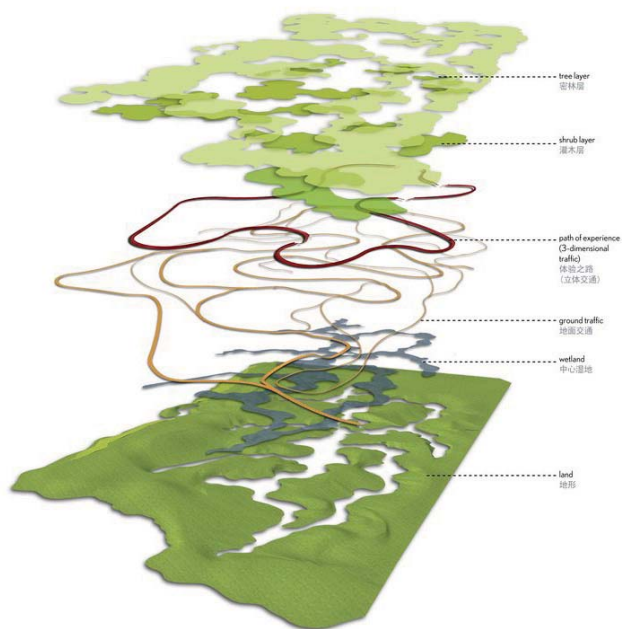 tree layer
密林层
shrub layer
灌木层
path of experience
(3-dimensional
traffic)
体验之路
(立体交通)
ground traffic
地面交通
wetland
中心湿地
land
地形